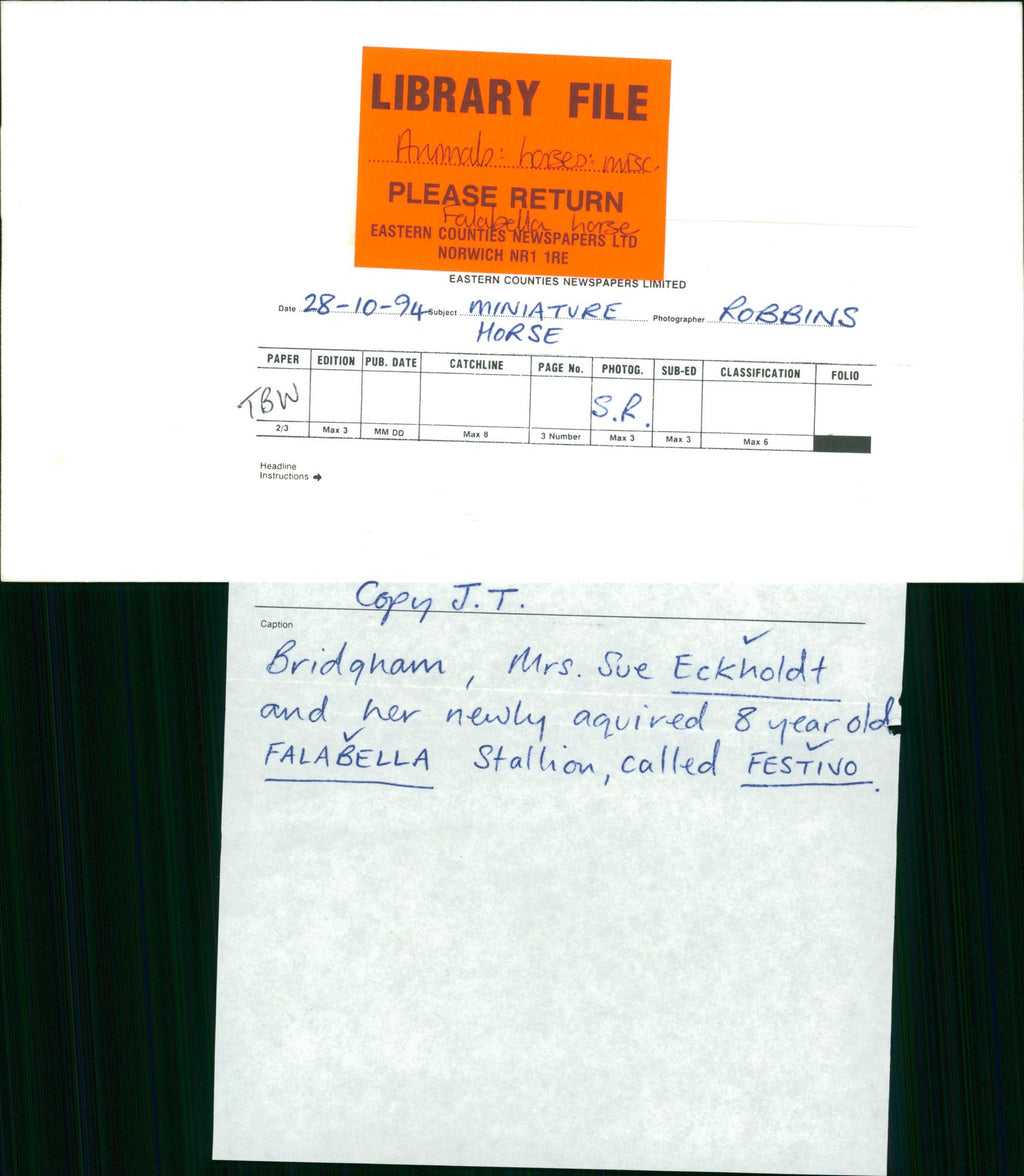 LIBRARY FILE
Animals: horses: misc.
PLEASE RETURN
Falabella horse
EASTERN COUNTIES NEWSPAPERS LTD
NORWICH NR1 1RE
EASTERN COUNTIES NEWSPAPERS LIMITED
Date 28-10-94 Subject MINIATURE Photographer ROBBINS
HORSE
PAPER EDITION PUB. DATE CATCHLINE PAGE No. PHOTOG. SUB-ED CLASSIFICATION FOLIO
TBW S.R.
2/3 Max 3 MM DD Max 8 3 Number Max 3 Max 3 Max 6
Headline
Instructions →
Copy J.T.
Caption
Bridgham, Mrs. Sue Eckholdt
and her newly aquired 8 year old
FALABELLA Stallion, called FESTIVO.